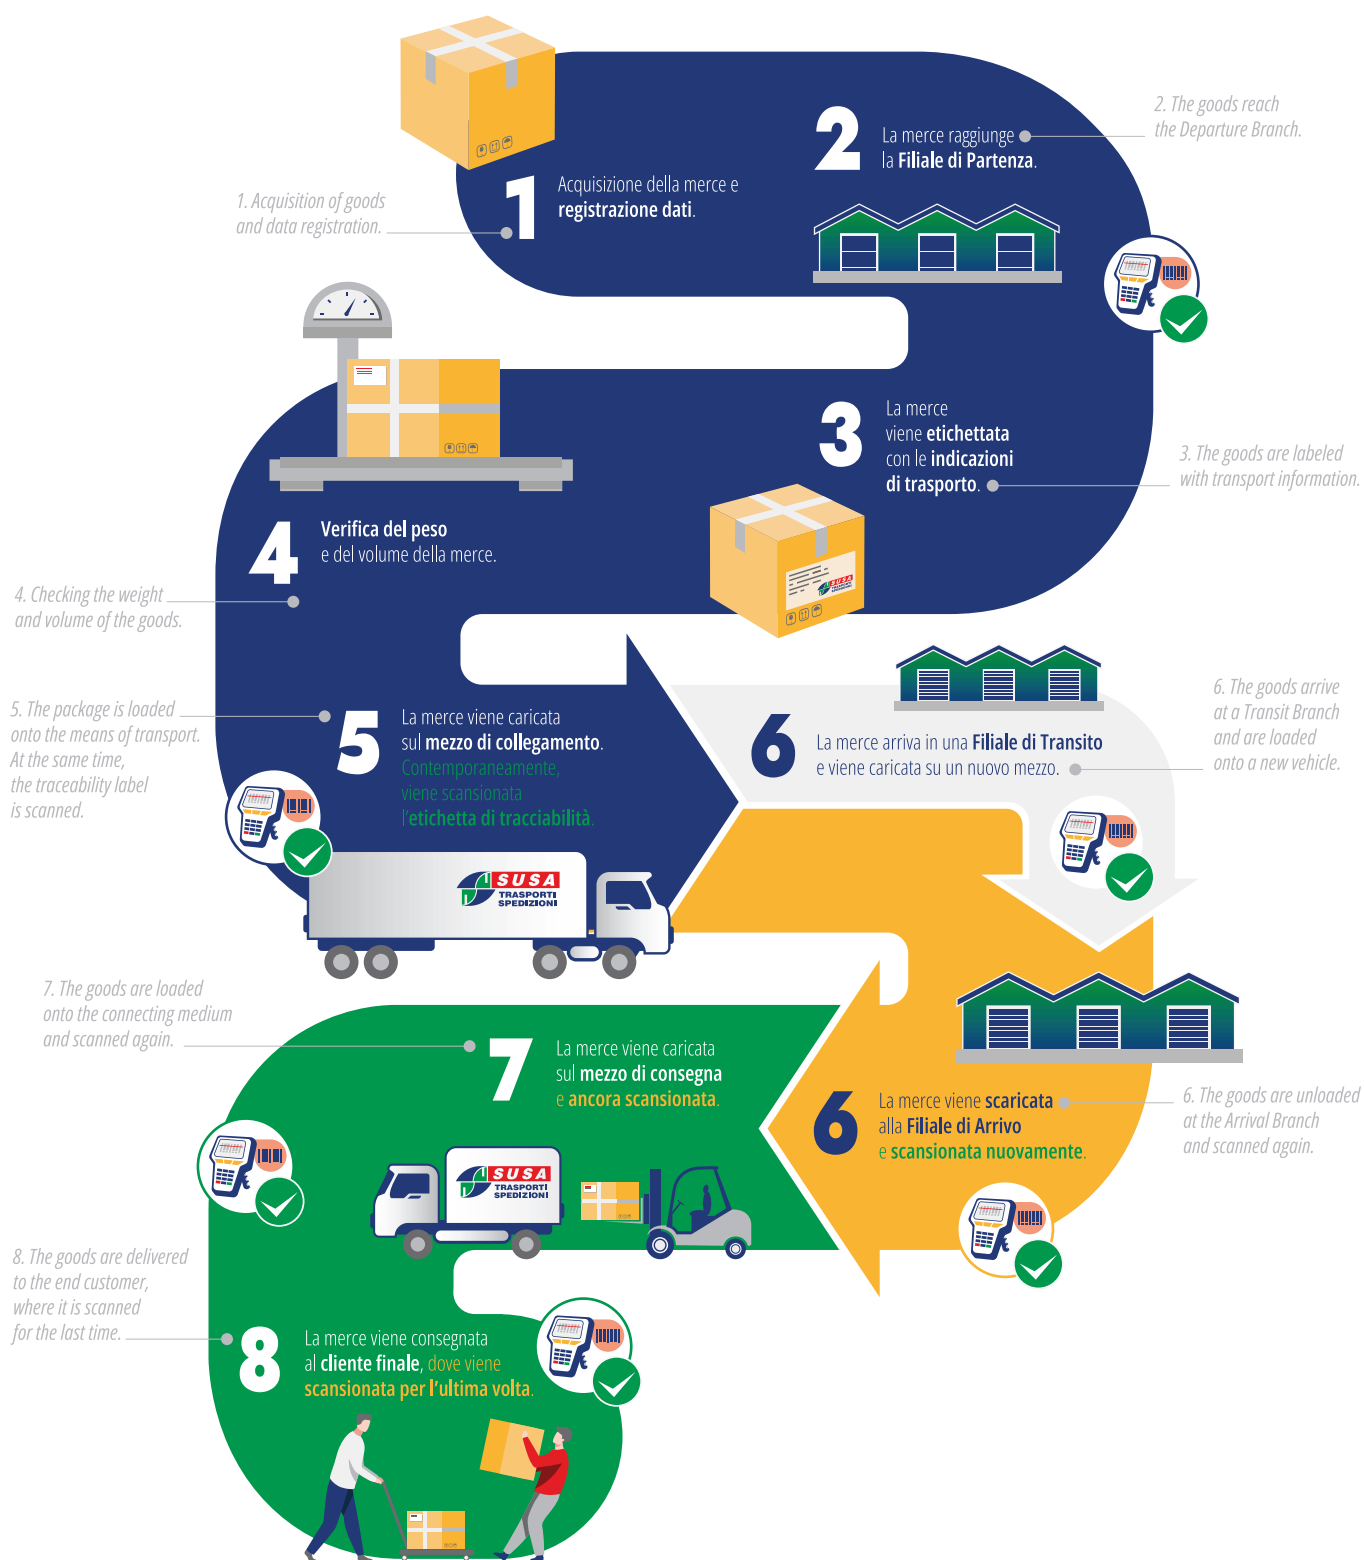 1
Acquisizione della merce e
registrazione dati.
1. Acquisition of goods
and data registration.
2
La merce raggiunge
la Filiale di Partenza.
2. The goods reach
the Departure Branch.
3
La merce
viene etichettata
con le indicazioni
di trasporto.
3. The goods are labeled
with transport information.
SUSA
TRASPORTI
SPEDIZIONI
4
Verifica del peso
e del volume della merce.
4. Checking the weight
and volume of the goods.
5
La merce viene caricata
sul mezzo di collegamento.
Contemporaneamente,
viene scansionata
l'etichetta di tracciabilità.
5. The package is loaded
onto the means of transport.
At the same time,
the traceability label
is scanned.
SUSA
TRASPORTI
SPEDIZIONI
6
La merce arriva in una Filiale di Transito
e viene caricata su un nuovo mezzo.
6. The goods arrive
at a Transit Branch
and are loaded
onto a new vehicle.
6
La merce viene scaricata
alla Filiale di Arrivo
e scansionata nuovamente.
6. The goods are unloaded
at the Arrival Branch
and scanned again.
7
La merce viene caricata
sul mezzo di consegna
e ancora scansionata.
7. The goods are loaded
onto the connecting medium
and scanned again.
SUSA
TRASPORTI
SPEDIZIONI
8
La merce viene consegnata
al cliente finale, dove viene
scansionata per l'ultima volta.
8. The goods are delivered
to the end customer,
where it is scanned
for the last time.